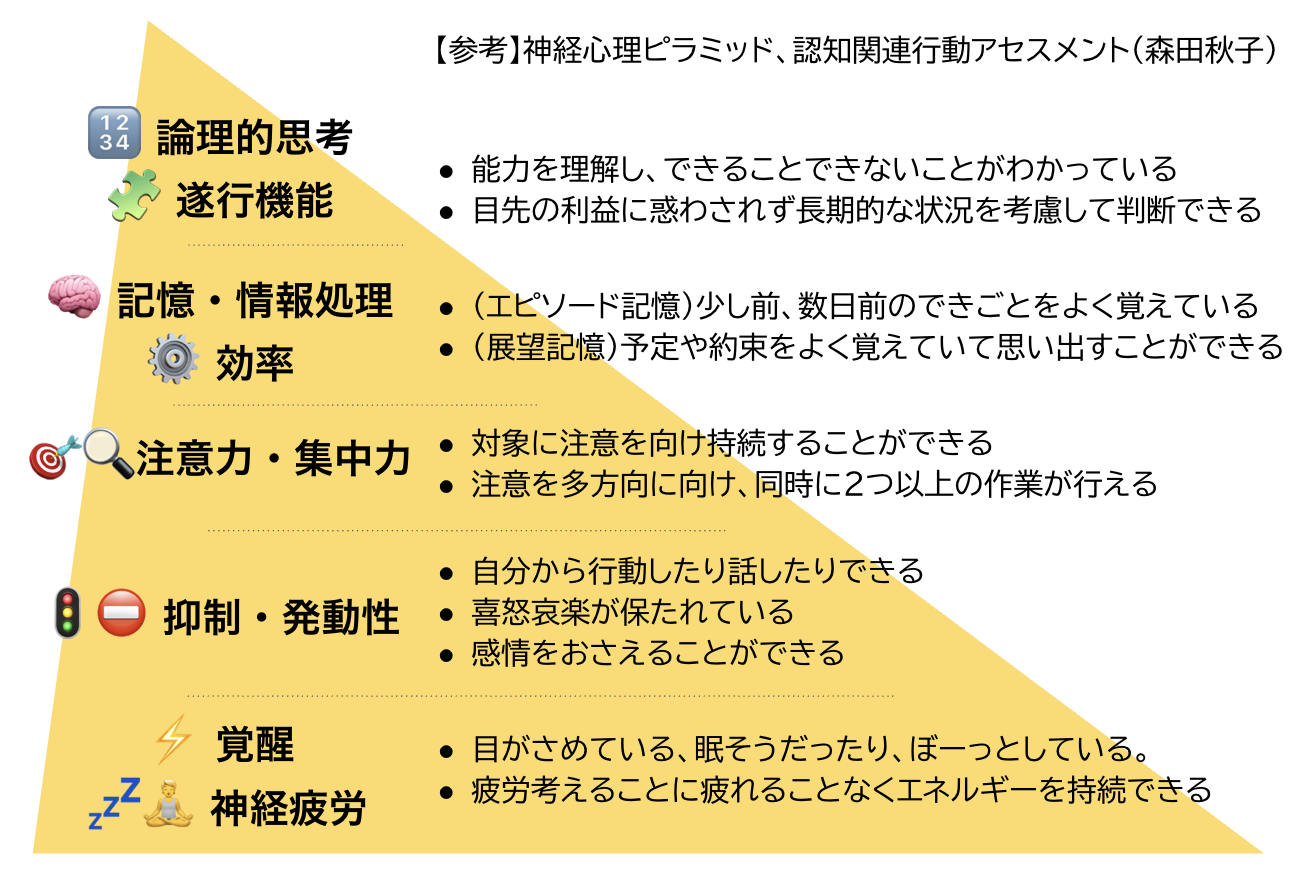 【参考】神経心理ピラミッド、認知関連行動アセスメント（森田秋子）
論理的思考
遂行機能
● 能力を理解し、できることできないことがわかっている
● 目先の利益に惑わされず長期的な状況を考慮して判断できる
記憶・情報処理
効率
● （エピソード記憶）少し前、数日前のできごとをよく覚えている
● （展望記憶）予定や約束をよく覚えていて思い出すことができる
注意力・集中力
● 対象に注意を向け持続することができる
● 注意を多方向に向け、同時に2つ以上の作業が行える
抑制・発動性
● 自分から行動したり話したりできる
● 喜怒哀楽が保たれている
● 感情をおさえることができる
覚醒
神経疲労
● 目がさめている、眠そうだったり、ぼーっとしている。
● 疲労考えることに疲れることなくエネルギーを持続できる